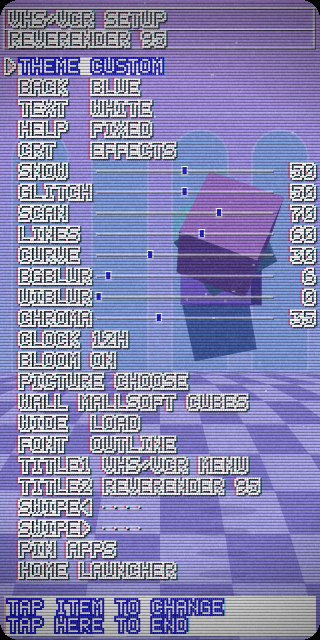 VHS/VCR SETUP
REVERENDER 95
THEME CUSTOM
BACK BLUE
TEXT WHITE
HELP FIXED
CRT EFFECTS
SNOW 50
GLITCH 50
SCAN 70
LINES 60
CURVE 30
BGBLUR 6
WIBLUR 0
CHROMA 35
CLOCK 12H
BLOOM ON
PICTURE CHOOSE
WALL MALLSOFT CUBES
WIDE LOAD
FONT OUTLINE
TITLE1 VHS/VCR MENU
TITLE2 REVERENDER 95
SWIPE< ----
SWIPE> ----
PIN APPS
HOME LAUNCHER
TAP ITEM TO CHANGE
TAP HERE TO END